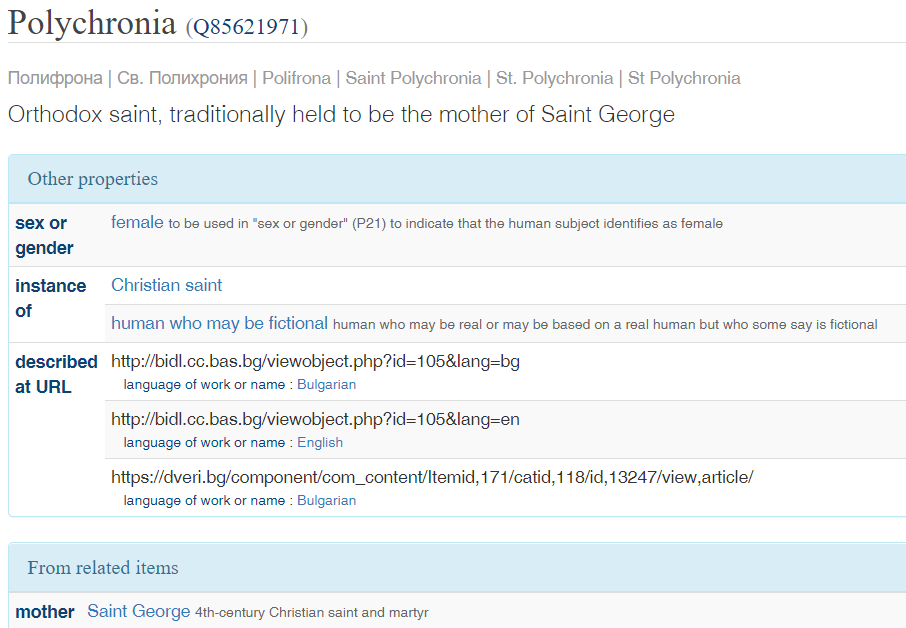 Polychronia (Q85621971)
Полифрона | Св. Полихрония | Polifrona | Saint Polychronia | St. Polychronia | St Polychronia
Orthodox saint, traditionally held to be the mother of Saint George
Other properties
sex or gender
female to be used in "sex or gender" (P21) to indicate that the human subject identifies as female
instance of
Christian saint
human who may be fictional human who may be real or may be based on a real human but who some say is fictional
described at URL
http://bidl.cc.bas.bg/viewobject.php?id=105&lang=bg
language of work or name : Bulgarian
http://bidl.cc.bas.bg/viewobject.php?id=105&lang=en
language of work or name : English
https://dveri.bg/component/com_content/Itemid,171/catid,118/id,13247/view,article/
language of work or name : Bulgarian
From related items
mother Saint George 4th-century Christian saint and martyr